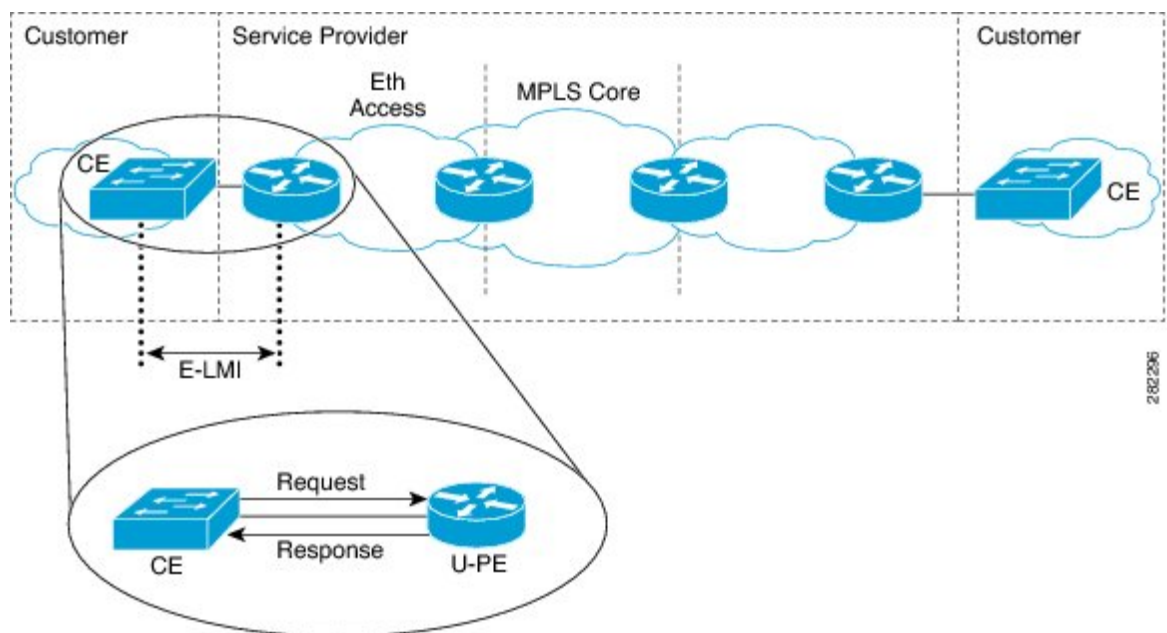 Customer
Service Provider
Customer
Eth
Access
MPLS Core
CE
CE
E-LMI
282296
Request
Response
CE
U-PE